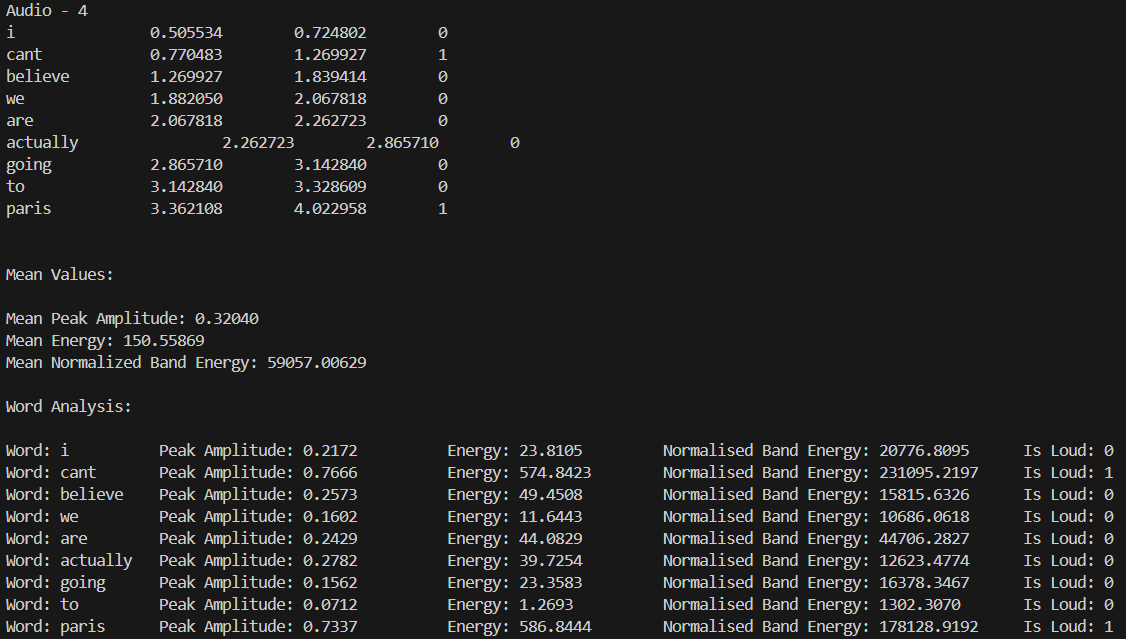 Audio - 4
i 0.505534 0.724802 0
cant 0.770483 1.269927 1
believe 1.269927 1.839414 0
we 1.882050 2.067818 0
are 2.067818 2.262723 0
actually 2.262723 2.865710 0
going 2.865710 3.142840 0
to 3.142840 3.328609 0
paris 3.362108 4.022958 1
Mean Values:
Mean Peak Amplitude: 0.32040
Mean Energy: 150.55869
Mean Normalized Band Energy: 59057.00629
Word Analysis:
Word: i Peak Amplitude: 0.2172 Energy: 23.8105 Normalised Band Energy: 20776.8095 Is Loud: 0
Word: cant Peak Amplitude: 0.7666 Energy: 574.8423 Normalised Band Energy: 231095.2197 Is Loud: 1
Word: believe Peak Amplitude: 0.2573 Energy: 49.4508 Normalised Band Energy: 15815.6326 Is Loud: 0
Word: we Peak Amplitude: 0.1602 Energy: 11.6443 Normalised Band Energy: 10686.0618 Is Loud: 0
Word: are Peak Amplitude: 0.2429 Energy: 44.0829 Normalised Band Energy: 44706.2827 Is Loud: 0
Word: actually Peak Amplitude: 0.2782 Energy: 39.7254 Normalised Band Energy: 12623.4774 Is Loud: 0
Word: going Peak Amplitude: 0.1562 Energy: 23.3583 Normalised Band Energy: 16378.3467 Is Loud: 0
Word: to Peak Amplitude: 0.0712 Energy: 1.2693 Normalised Band Energy: 1302.3070 Is Loud: 0
Word: paris Peak Amplitude: 0.7337 Energy: 586.8444 Normalised Band Energy: 178128.9192 Is Loud: 1